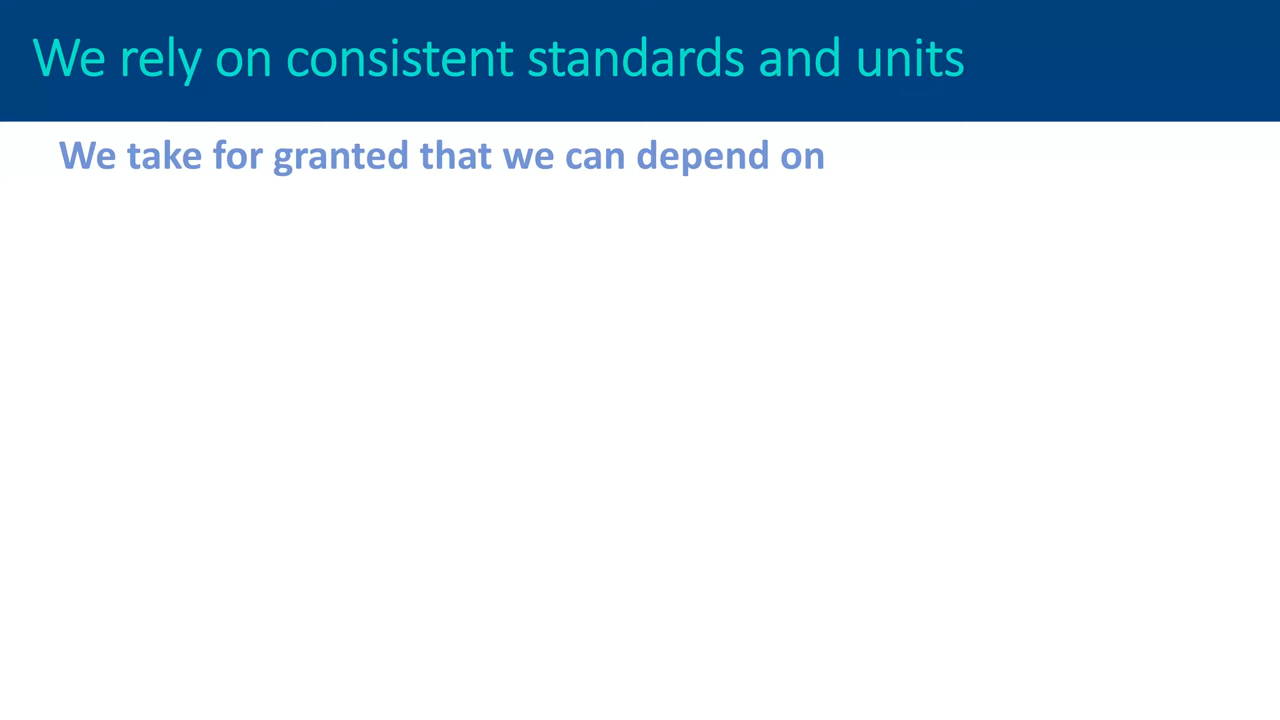 We rely on consistent standards and units
We take for granted that we can depend on